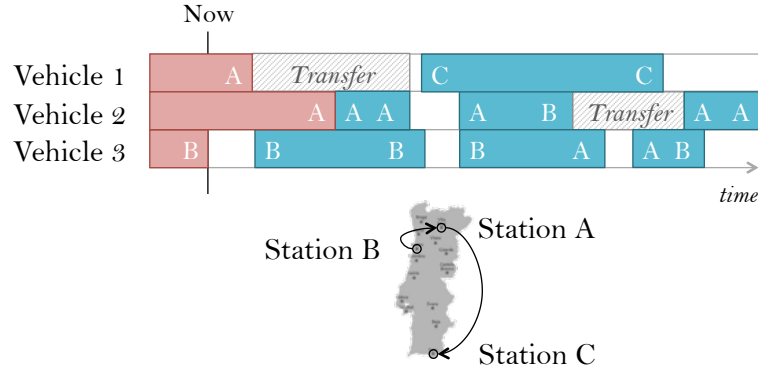 Now
Vehicle 1 A Transfer C C
Vehicle 2 A A A A B Transfer A A
Vehicle 3 B B B B A A B
time
Station B Station A
Station C